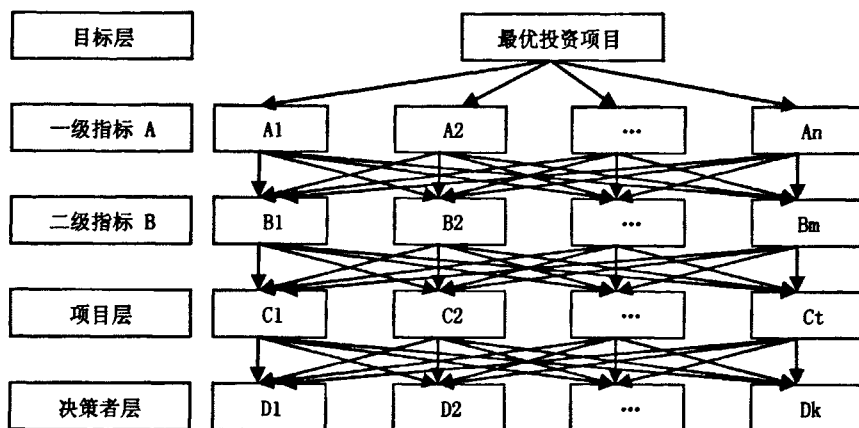 目标层 最优投资项目
一级指标 A A1 A2 ··· An
二级指标 B B1 B2 ··· Bm
项目层 C1 C2 ··· Ct
决策者层 D1 D2 ··· Dk